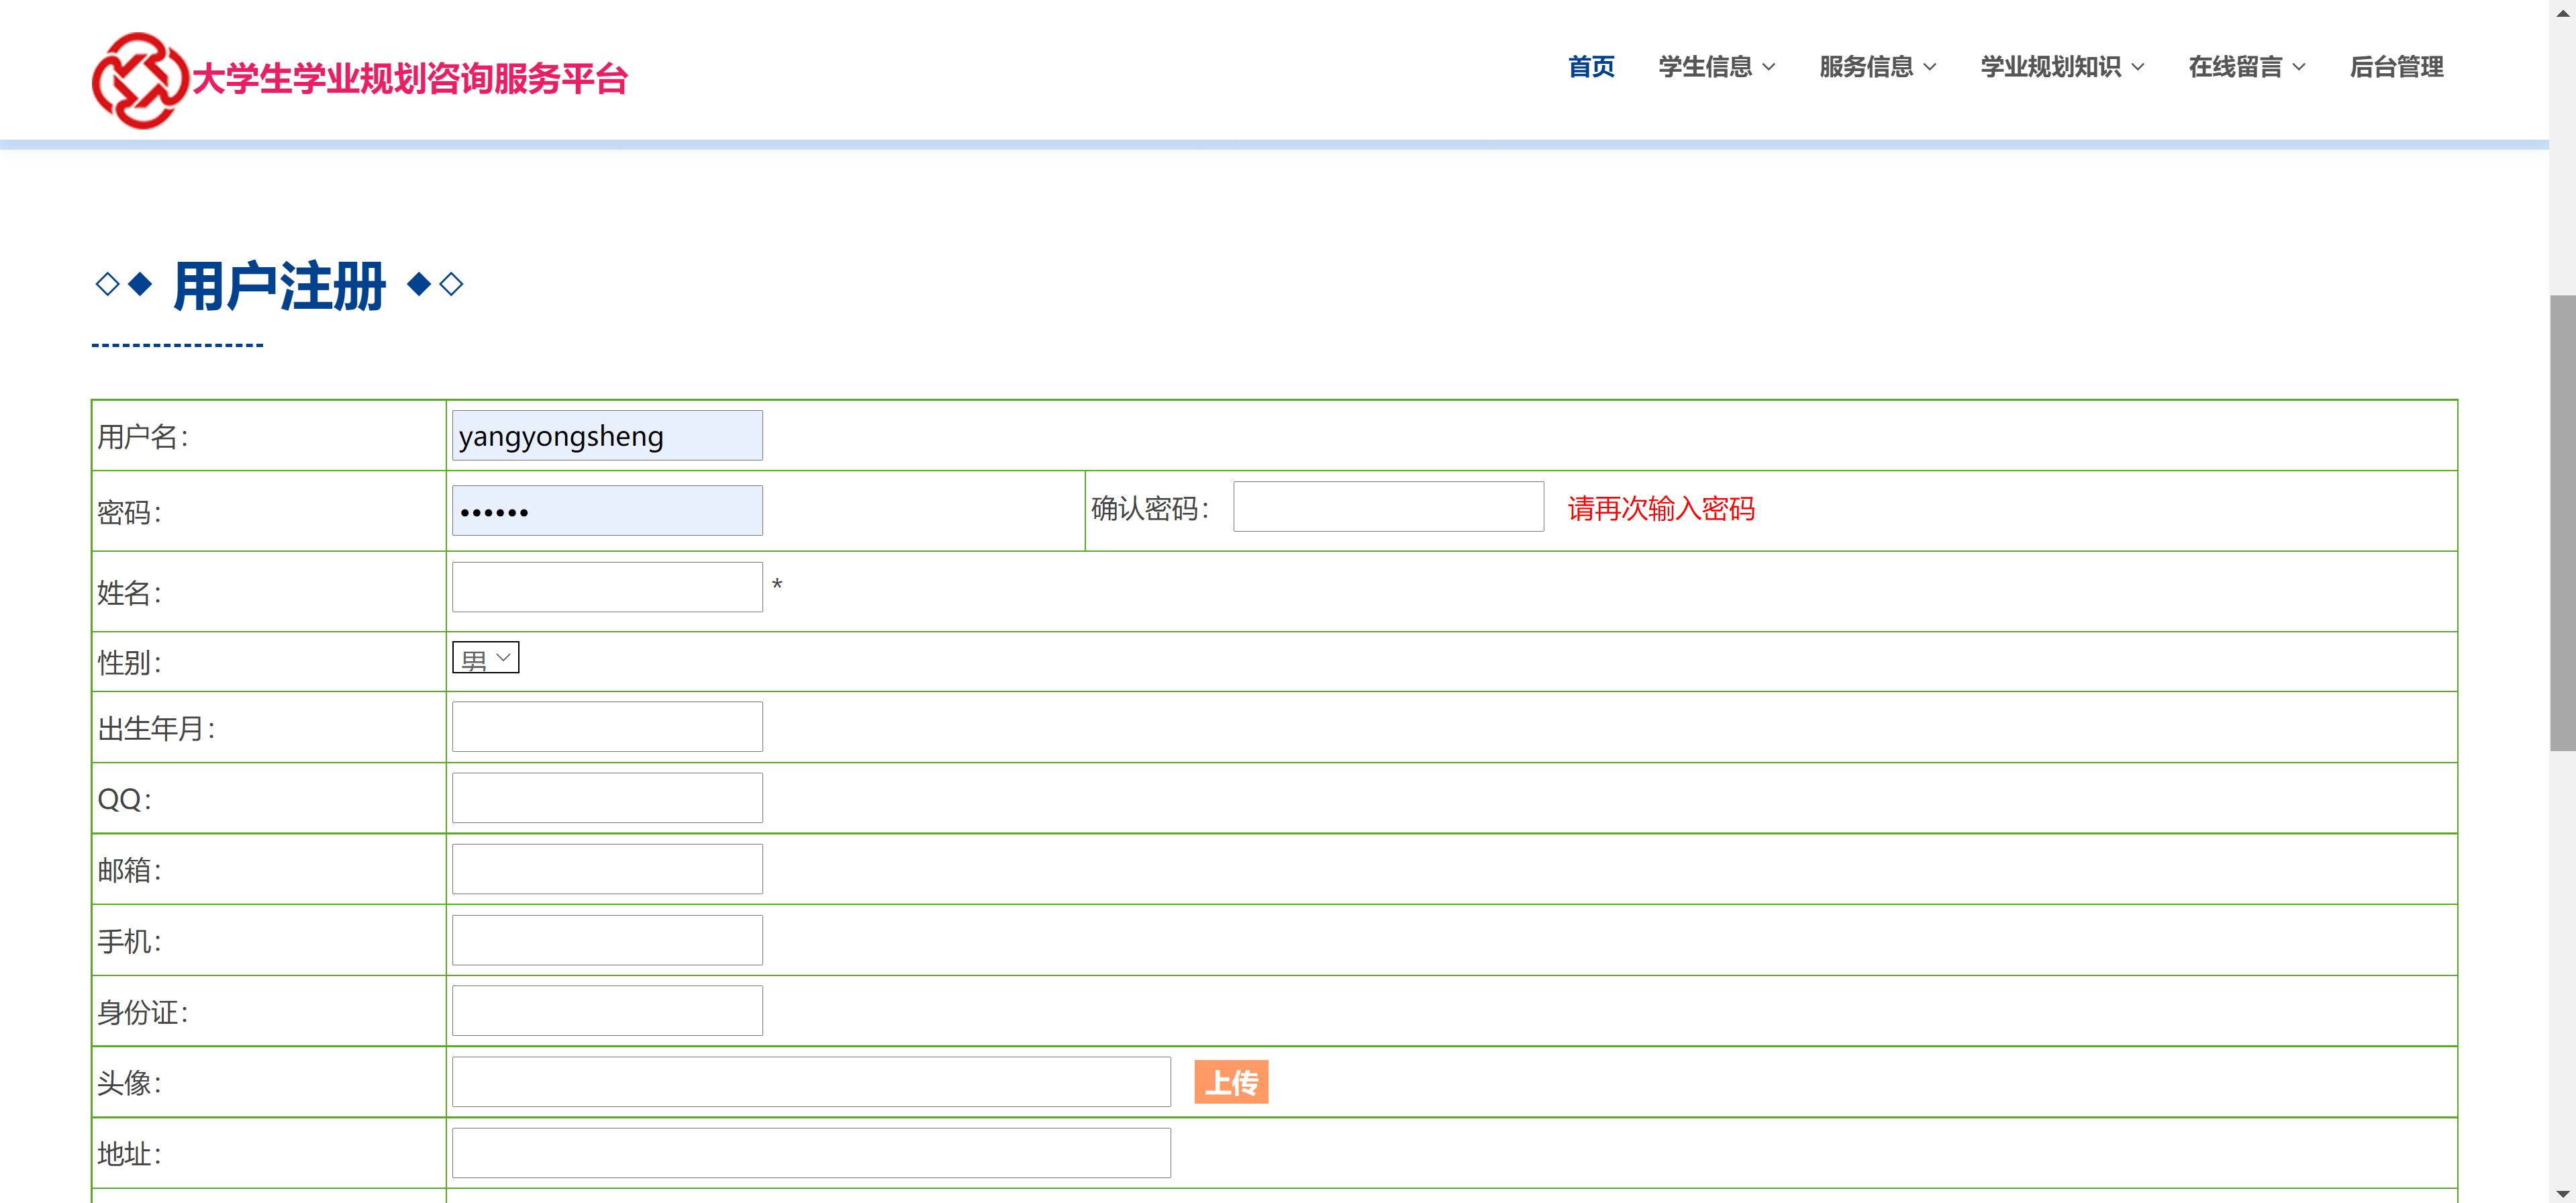 大学生学业规划咨询服务平台
首页 学生信息 服务信息 学业规划知识 在线留言 后台管理
用户注册
用户名：
yangyongsheng
密码：
••••••
确认密码：
请再次输入密码
姓名：
*
性别：
男
出生年月：
QQ：
邮箱：
手机：
身份证：
头像：
上传
地址：